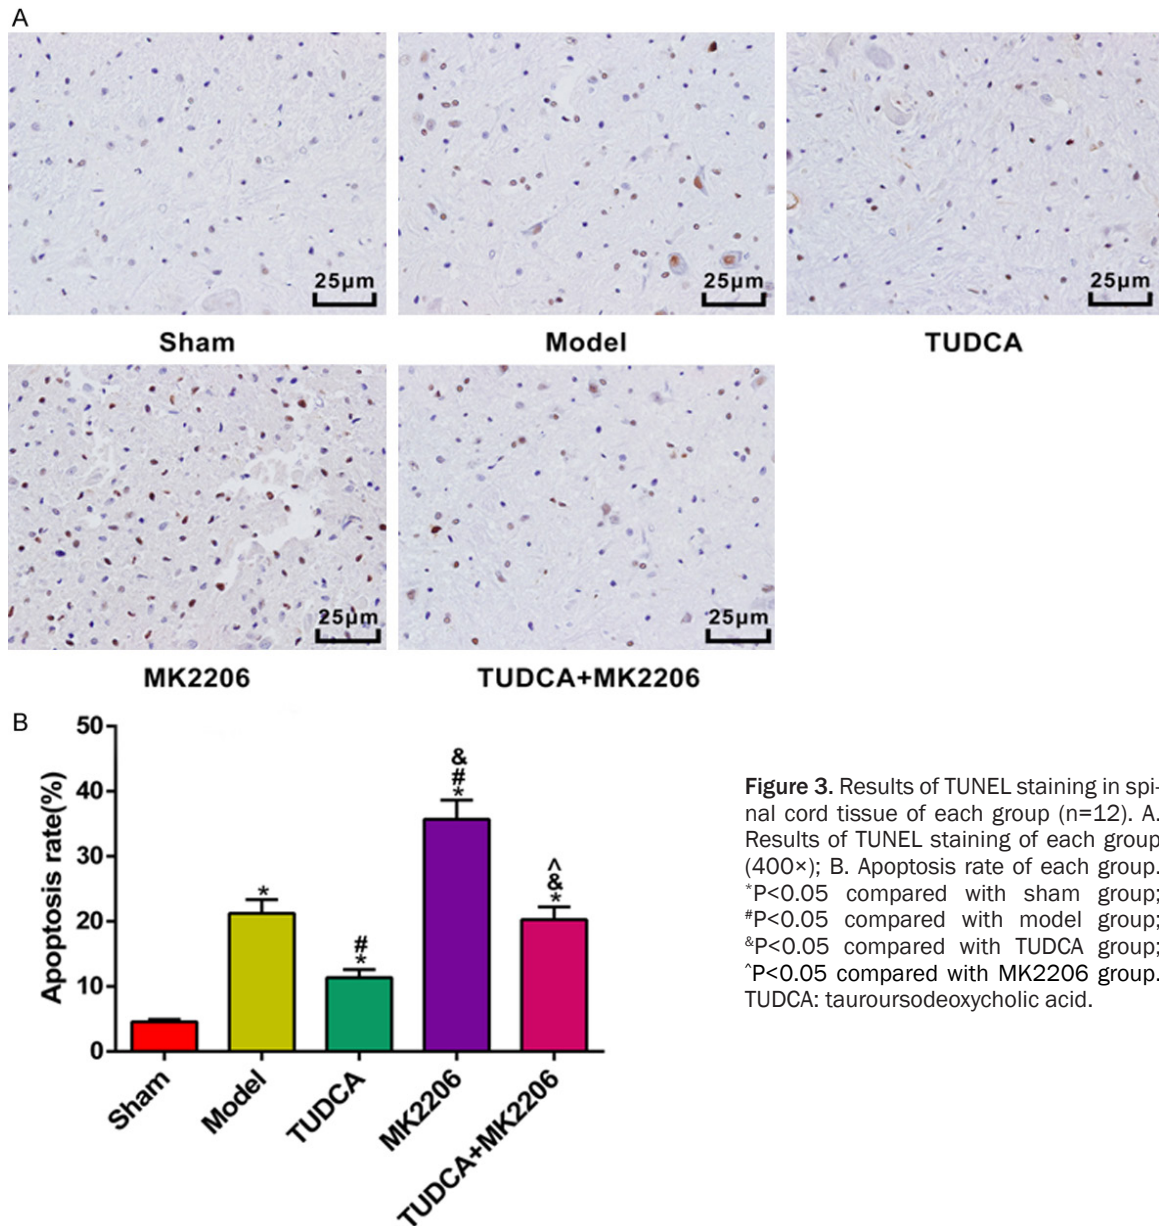 A
25µm
25µm
25µm
Sham
Model
TUDCA
25µm
25µm
MK2206
TUDCA+MK2206
B
Apoptosis rate(%)
50
40
30
20
10
0
*
#
*
&
#
*
^
&
*
Sham
Model
TUDCA
MK2206
TUDCA+MK2206
Figure 3. Results of TUNEL staining in spi-
nal cord tissue of each group (n=12). A.
Results of TUNEL staining of each group
(400×); B. Apoptosis rate of each group.
*P<0.05 compared with sham group;
#P<0.05 compared with model group;
&P<0.05 compared with TUDCA group;
^P<0.05 compared with MK2206 group.
TUDCA: tauroursodeoxycholic acid.